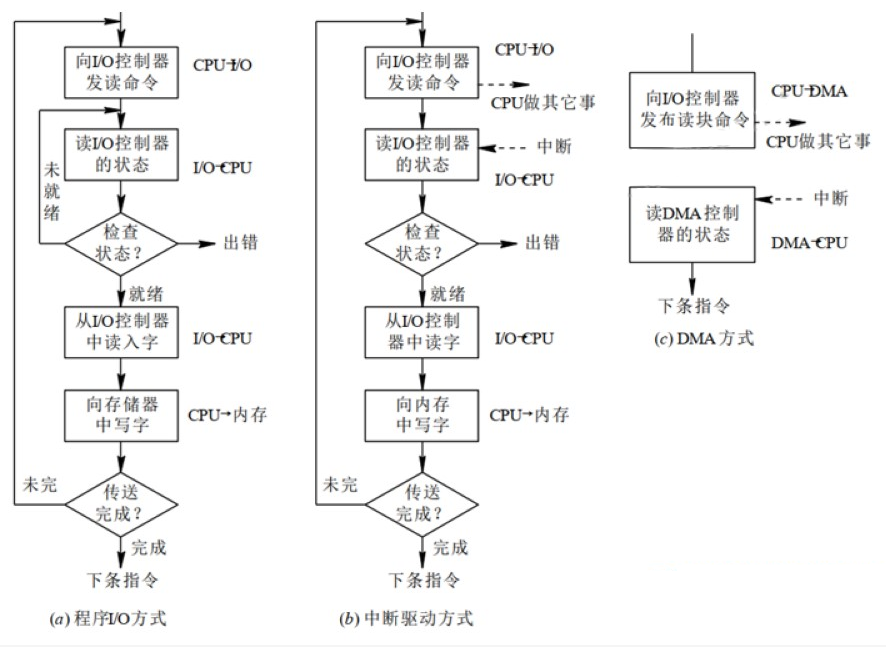 向I/O控制器
发读命令
CPU→I/O
读I/O控制器
的状态
I/O→CPU
未
就
绪
检查
状态?
出错
就绪
从I/O控制器
中读入字
I/O→CPU
向存储器
中写字
CPU→内存
未完
传送
完成?
完成
下条指令
(a)程序I/O方式
向I/O控制器
发读命令
CPU→I/O
CPU做其它事
读I/O控制器
的状态
中断
I/O→CPU
检查
状态?
出错
就绪
从I/O控制
器中读字
I/O→CPU
向内存
中写字
CPU→内存
未完
传送
完成?
完成
下条指令
(b)中断驱动方式
向I/O控制器
发布读块命令
CPU→DMA
CPU做其它事
读DMA控制
器的状态
中断
DMA→CPU
下条指令
(c)DMA方式